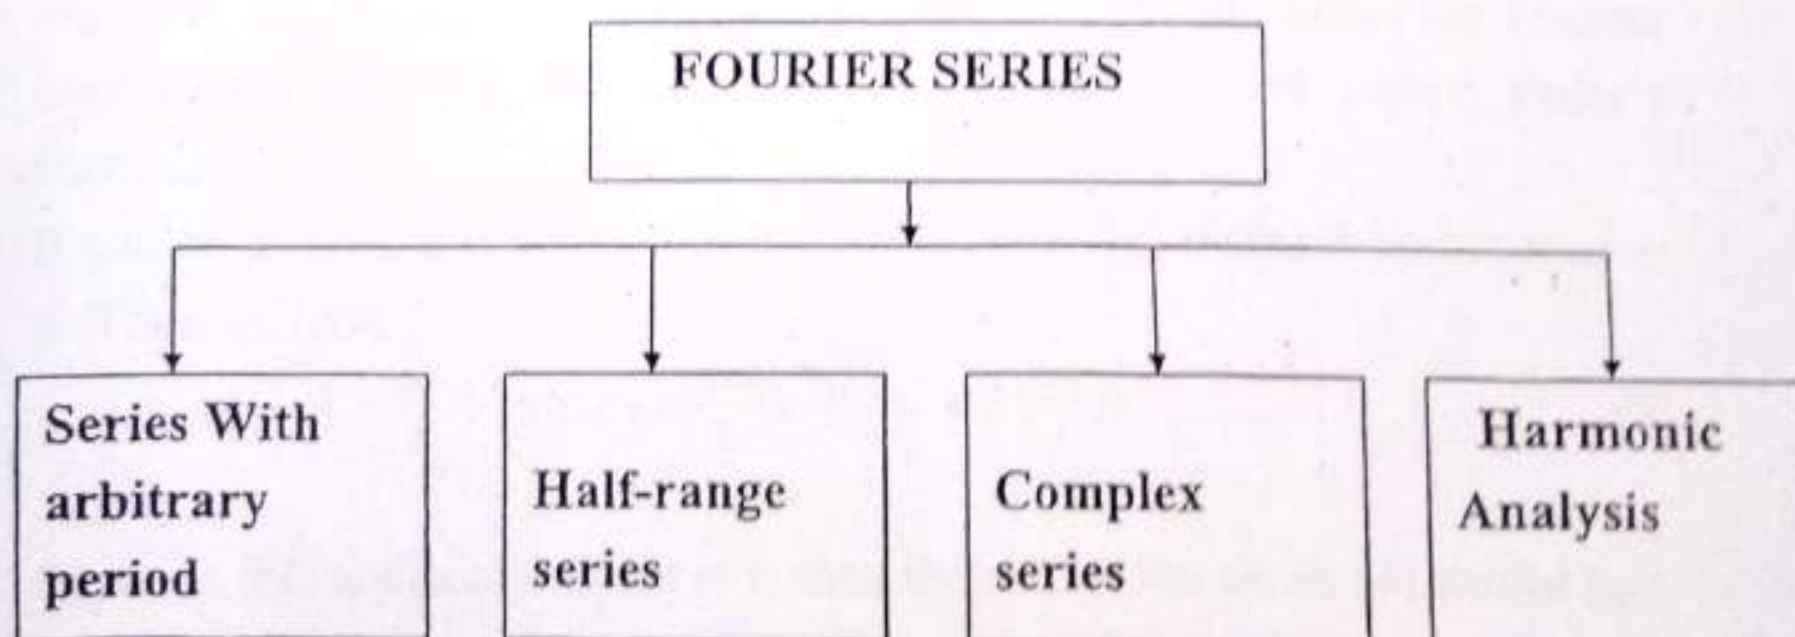 FOURIER SERIES
Series With
arbitrary
period
Half-range
series
Complex
series
Harmonic
Analysis